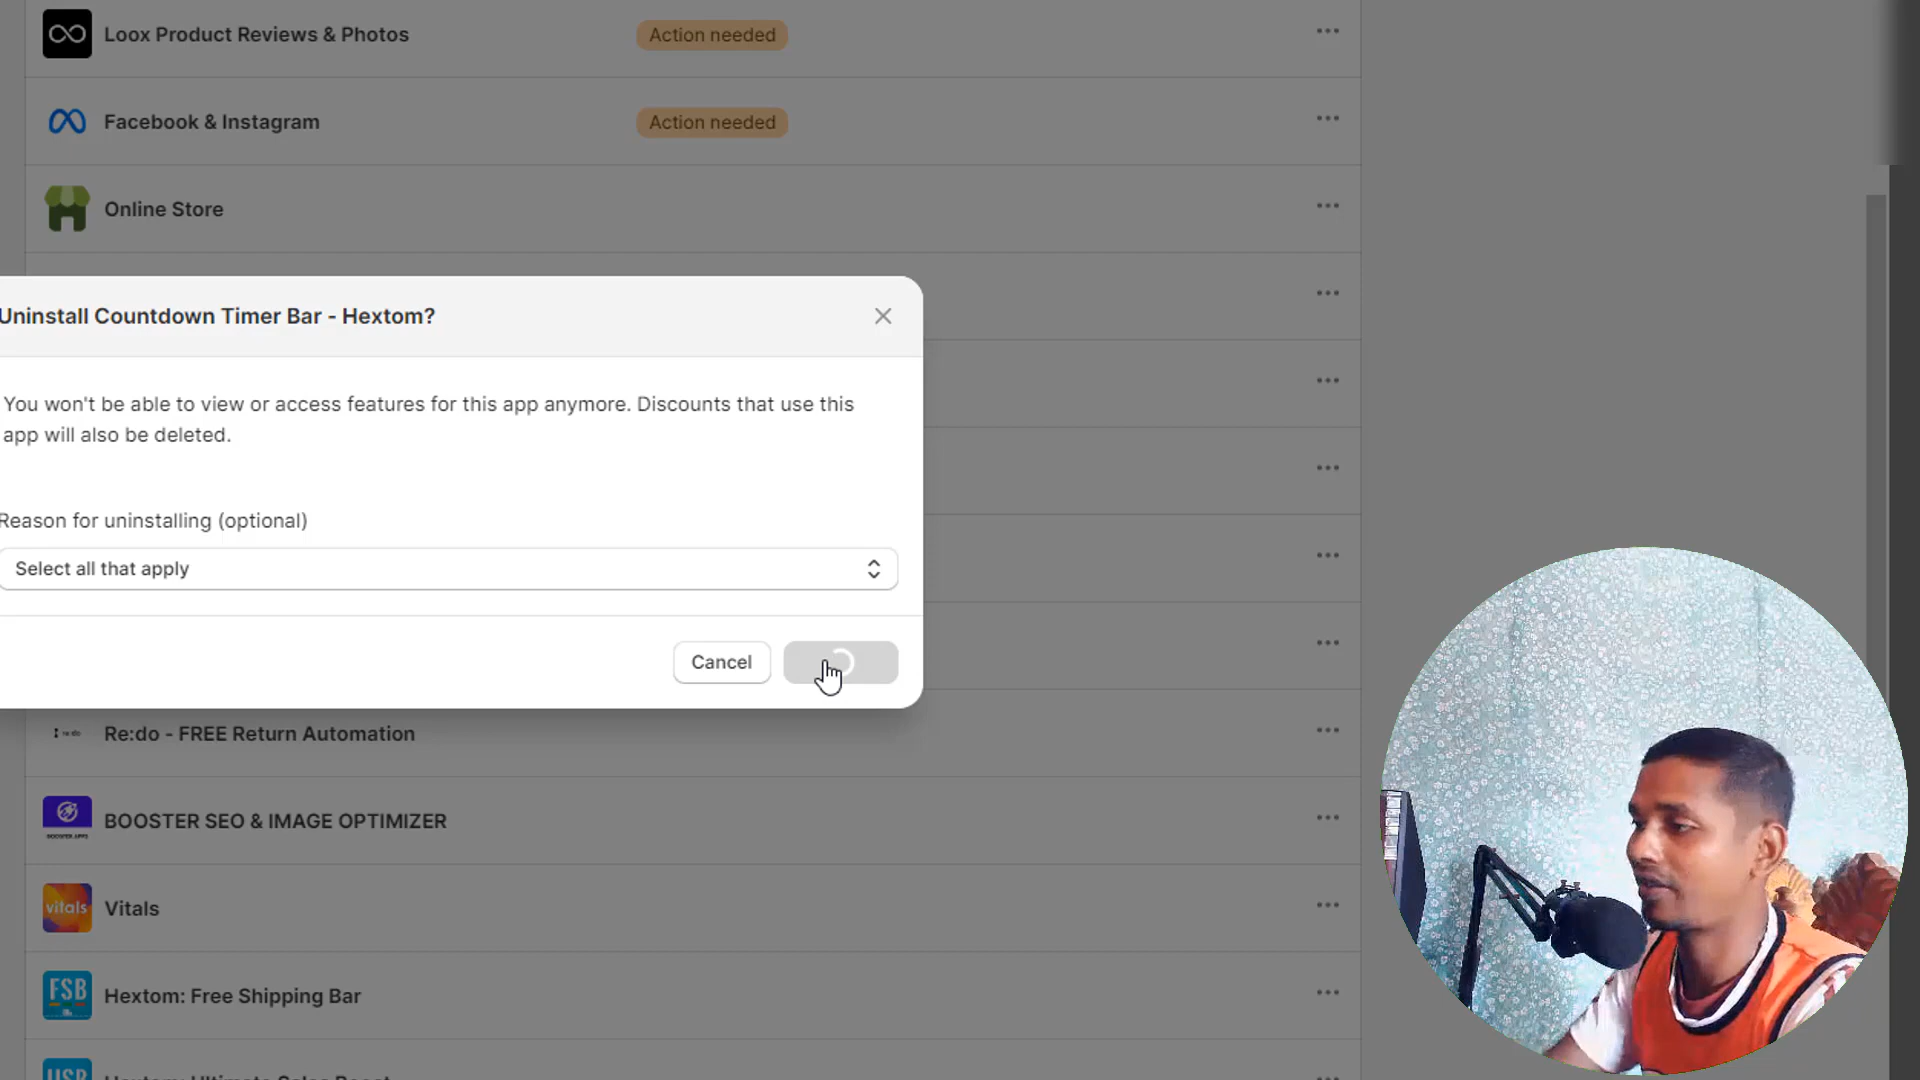 Loox Product Reviews & Photos
Action needed
Facebook & Instagram
Action needed
Online Store
Uninstall Countdown Timer Bar - Hextom?
You won't be able to view or access features for this app anymore. Discounts that use this
app will also be deleted.
Reason for uninstalling (optional)
Select all that apply
Cancel
Re:do - FREE Return Automation
BOOSTER SEO & IMAGE OPTIMIZER
vitals
Vitals
FSB
Hextom: Free Shipping Bar